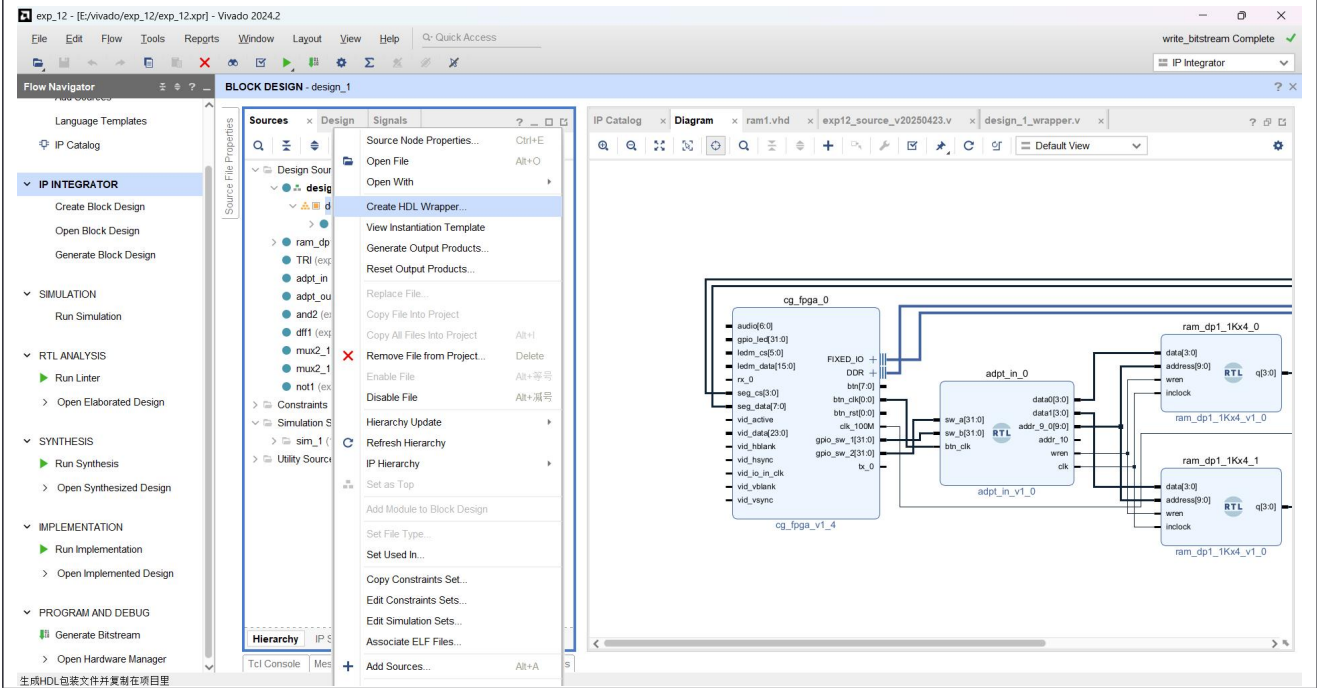 exp_12 - [E:/vivado/exp_12/exp_12.xpr] - Vivado 2024.2
File Edit Flow Tools Reports Window Layout View Help Quick Access
write_bitstream Complete
IP Integrator
Flow Navigator
Add Sources
Language Templates
IP Catalog
IP INTEGRATOR
Create Block Design
Open Block Design
Generate Block Design
SIMULATION
Run Simulation
RTL ANALYSIS
Run Linter
Open Elaborated Design
SYNTHESIS
Run Synthesis
Open Synthesized Design
IMPLEMENTATION
Run Implementation
Open Implemented Design
PROGRAM AND DEBUG
Generate Bitstream
Open Hardware Manager
BLOCK DESIGN - design_1
Source File Properties
Sources Design Signals
Design Sour
desig
d
ram_dp
TRI (exp
adpt_in
adpt_ou
and2 (e
dff1 (exp
mux2_1
mux2_1
not1 (ex
Constraints
Simulation S
sim_1 (
Utility Source
Hierarchy IP S
Tcl Console Mes s
Source Node Properties... Ctrl+E
Open File Alt+O
Open With
Create HDL Wrapper...
View Instantiation Template
Generate Output Products...
Reset Output Products...
Replace File...
Copy File Into Project
Copy All Files Into Project Alt+I
Remove File from Project... Delete
Enable File Alt+等号
Disable File Alt+减号
Hierarchy Update
Refresh Hierarchy
IP Hierarchy
Set as Top
Add Module to Block Design
Set File Type...
Set Used In...
Copy Constraints Set...
Edit Constraints Sets...
Edit Simulation Sets...
Associate ELF Files...
Add Sources... Alt+A
IP Catalog Diagram ram1.vhd exp12_source_v20250423.v design_1_wrapper.v
Default View
cg_fpga_0
audio[6:0]
gpio_led[31:0]
ledm_cs[5:0]
ledm_data[15:0]
rx_0
seg_cs[3:0]
seg_data[7:0]
vid_active
vid_data[23:0]
vid_hblank
vid_hsync
vid_io_in_clk
vid_vblank
vid_vsync
FIXED_IO
DDR
btn[7:0]
btn_clk[0:0]
btn_rst[0:0]
clk_100M
gpio_sw_1[31:0]
gpio_sw_2[31:0]
tx_0
cg_fpga_v1_4
adpt_in_0
sw_a[31:0]
sw_b[31:0]
btn_clk
RTL
data0[3:0]
data1[3:0]
addr_9_0[9:0]
addr_10
wren
clk
adpt_in_v1_0
ram_dp1_1Kx4_0
data[3:0]
address[9:0]
wren
inclock
RTL
q[3:0]
ram_dp1_1Kx4_v1_0
ram_dp1_1Kx4_1
data[3:0]
address[9:0]
wren
inclock
RTL
q[3:0]
ram_dp1_1Kx4_v1_0
生成HDL包装文件并复制在项目里